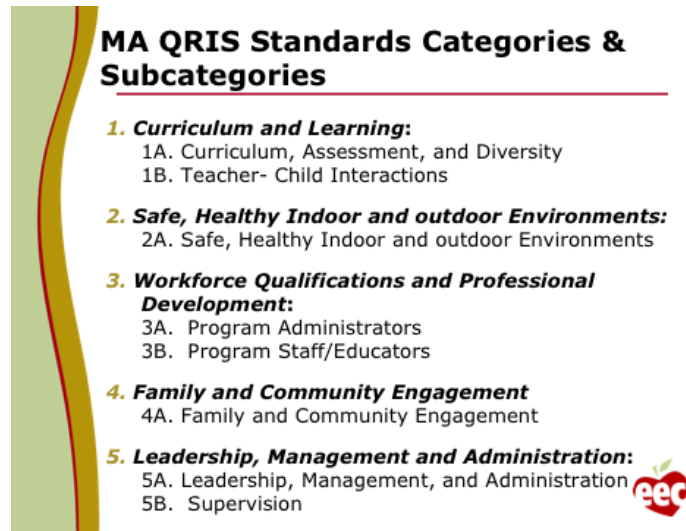 MA QRIS Standards Categories &
Subcategories
1. Curriculum and Learning:
1A. Curriculum, Assessment, and Diversity
1B. Teacher- Child Interactions
2. Safe, Healthy Indoor and outdoor Environments:
2A. Safe, Healthy Indoor and outdoor Environments
3. Workforce Qualifications and Professional
Development:
3A. Program Administrators
3B. Program Staff/Educators
4. Family and Community Engagement
4A. Family and Community Engagement
5. Leadership, Management and Administration:
5A. Leadership, Management, and Administration
5B. Supervision
eec